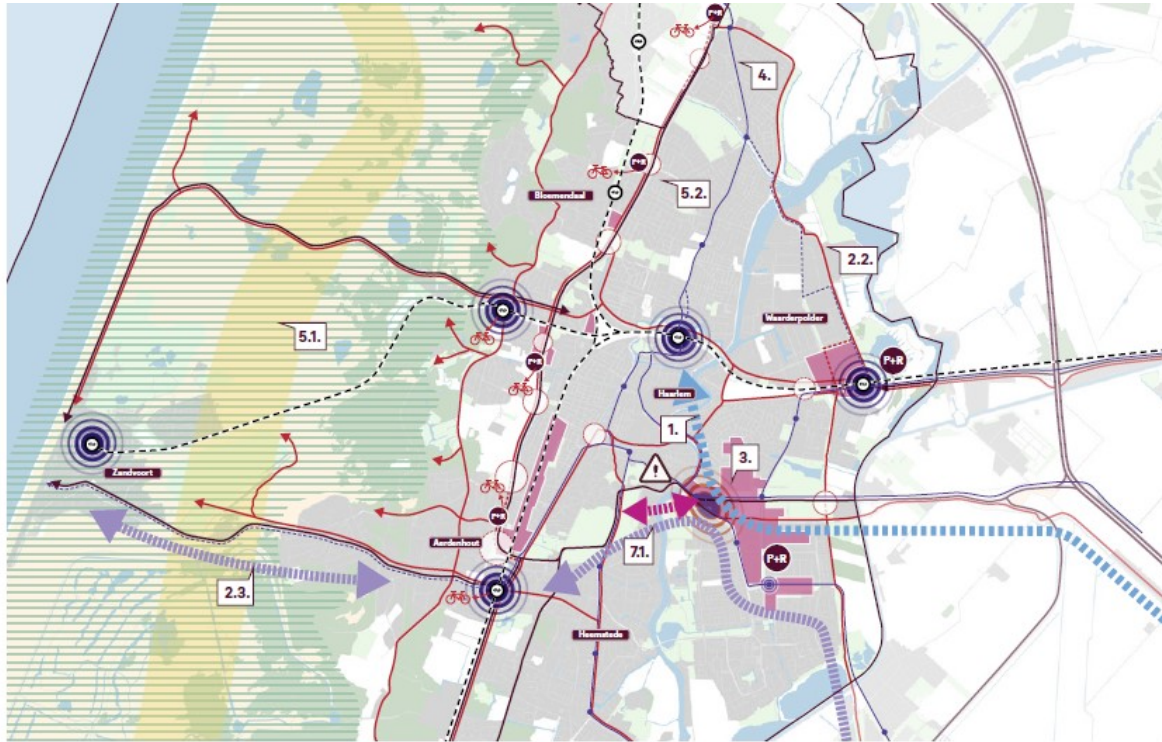 P+R
4.
P+R
Bloemendaal
5.2.
2.2.
Waarderpolder
5.1.
P+R
P+R
Haarlem
1.
3.
Zandvoort
!
P+R
Aerdenhout
7.1.
P+R
2.3.
Heemstede